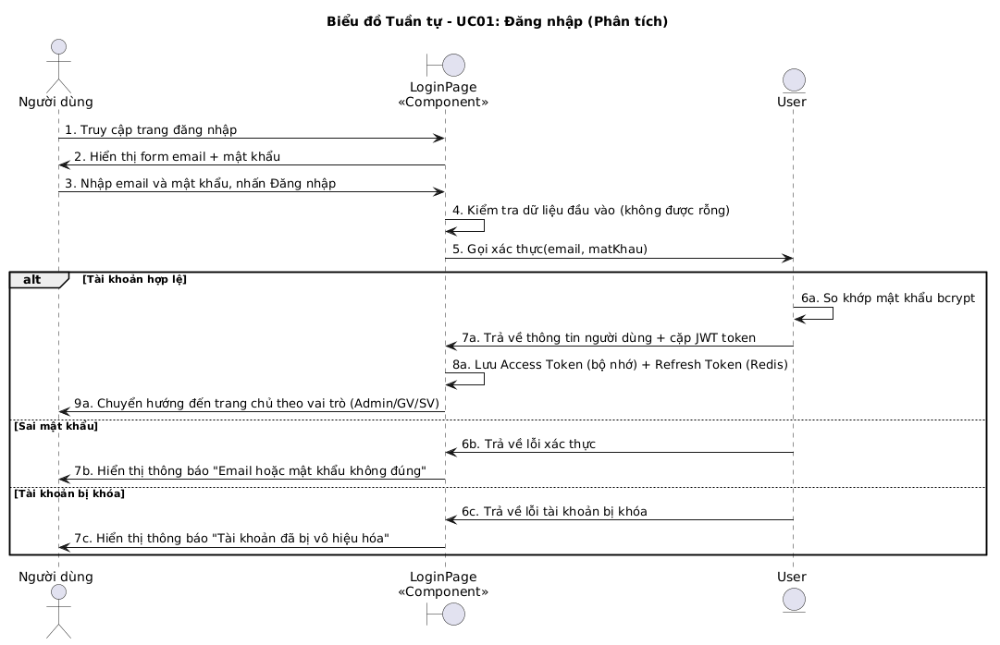 Biểu đồ Tuần tự - UC01: Đăng nhập (Phân tích)
Người dùng
LoginPage
«Component»
User
1. Truy cập trang đăng nhập
2. Hiển thị form email + mật khẩu
3. Nhập email và mật khẩu, nhấn Đăng nhập
4. Kiểm tra dữ liệu đầu vào (không được rỗng)
5. Gọi xác thực(email, matKhau)
alt [Tài khoản hợp lệ]
6a. So khớp mật khẩu bcrypt
7a. Trả về thông tin người dùng + cặp JWT token
8a. Lưu Access Token (bộ nhớ) + Refresh Token (Redis)
9a. Chuyển hướng đến trang chủ theo vai trò (Admin/GV/SV)
[Sai mật khẩu]
6b. Trả về lỗi xác thực
7b. Hiển thị thông báo "Email hoặc mật khẩu không đúng"
[Tài khoản bị khóa]
6c. Trả về lỗi tài khoản bị khóa
7c. Hiển thị thông báo "Tài khoản đã bị vô hiệu hóa"
Người dùng
LoginPage
«Component»
User